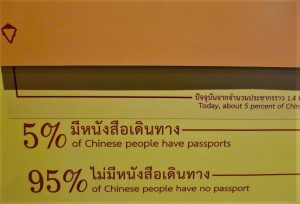 ปัจจุบันจากจำนวนประชากรราว 1.4
Today, about 5 percent of Chin
5% มีหนังสือเดินทาง
of Chinese people have passports
95% ไม่มีหนังสือเดินทาง
of Chinese people have no passport